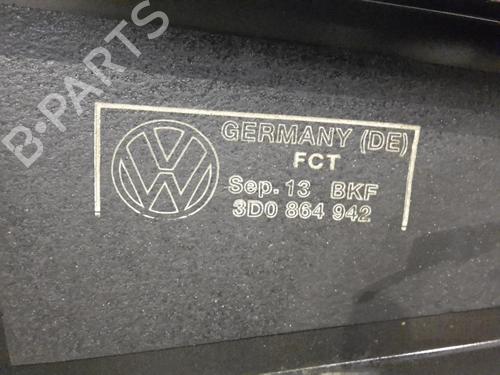 B-PARTS
GERMANY (DE)
FCT
Sep. 13 BKF
3D0 864 942